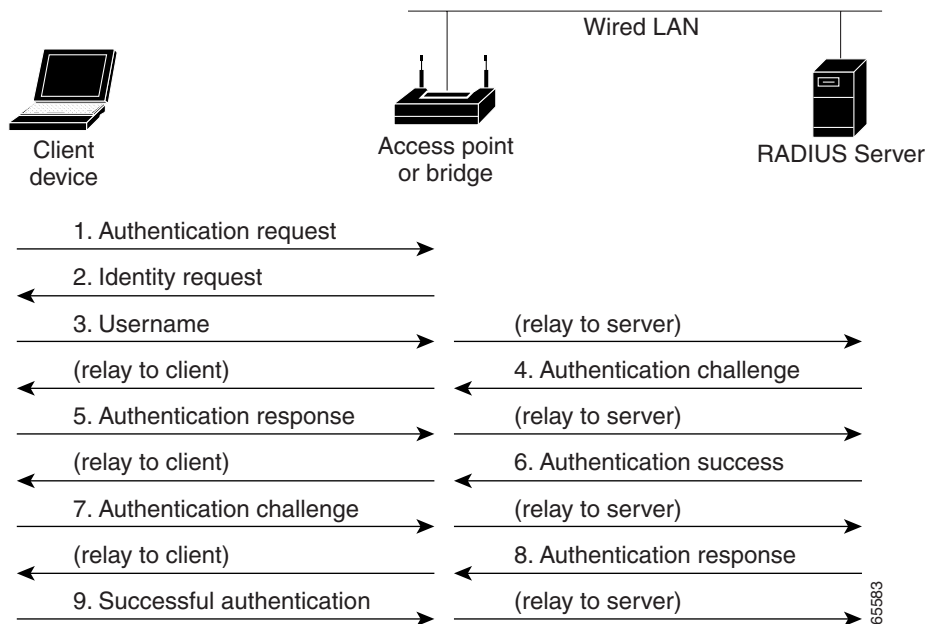 Wired LAN
Client
device
Access point
or bridge
RADIUS Server
1. Authentication request
2. Identity request
3. Username
(relay to server)
(relay to client)
4. Authentication challenge
5. Authentication response
(relay to server)
(relay to client)
6. Authentication success
7. Authentication challenge
(relay to server)
(relay to client)
8. Authentication response
9. Successful authentication
(relay to server)
65583